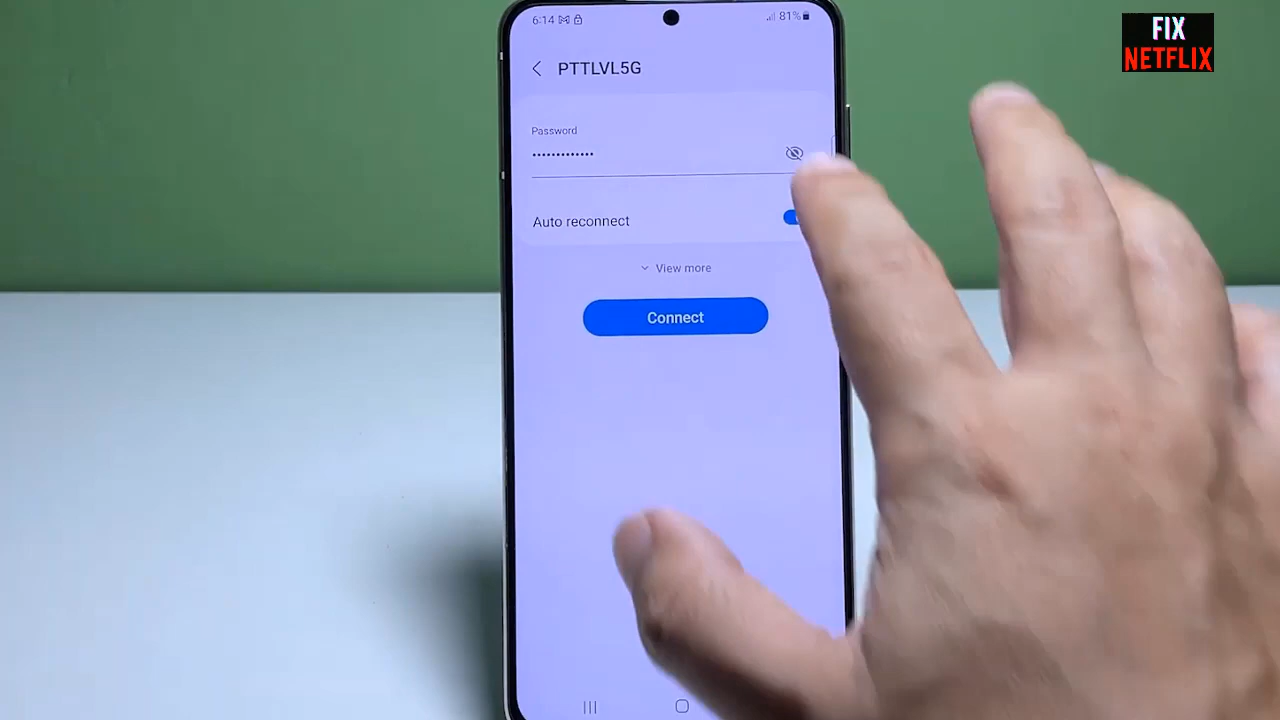 6:14
81%
FIX
NETFLIX
PTTLVL5G
Password
Auto reconnect
View more
Connect